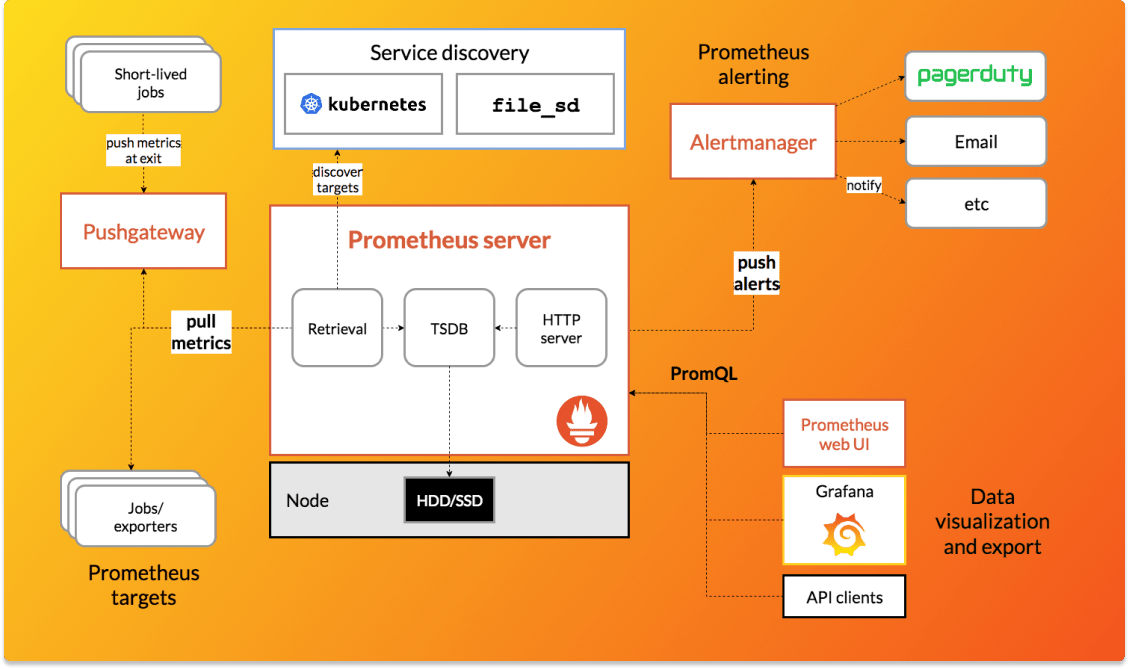 Short-lived
jobs
push metrics
at exit
Pushgateway
pull
metrics
Jobs/
exporters
Prometheus
targets
Service discovery
kubernetes
file_sd
discover
targets
Prometheus server
Retrieval
TSDB
HTTP
server
Node
HDD/SSD
Prometheus
alerting
Alertmanager
pagerduty
Email
notify
etc
push
alerts
PromQL
Prometheus
web UI
Grafana
API clients
Data
visualization
and export